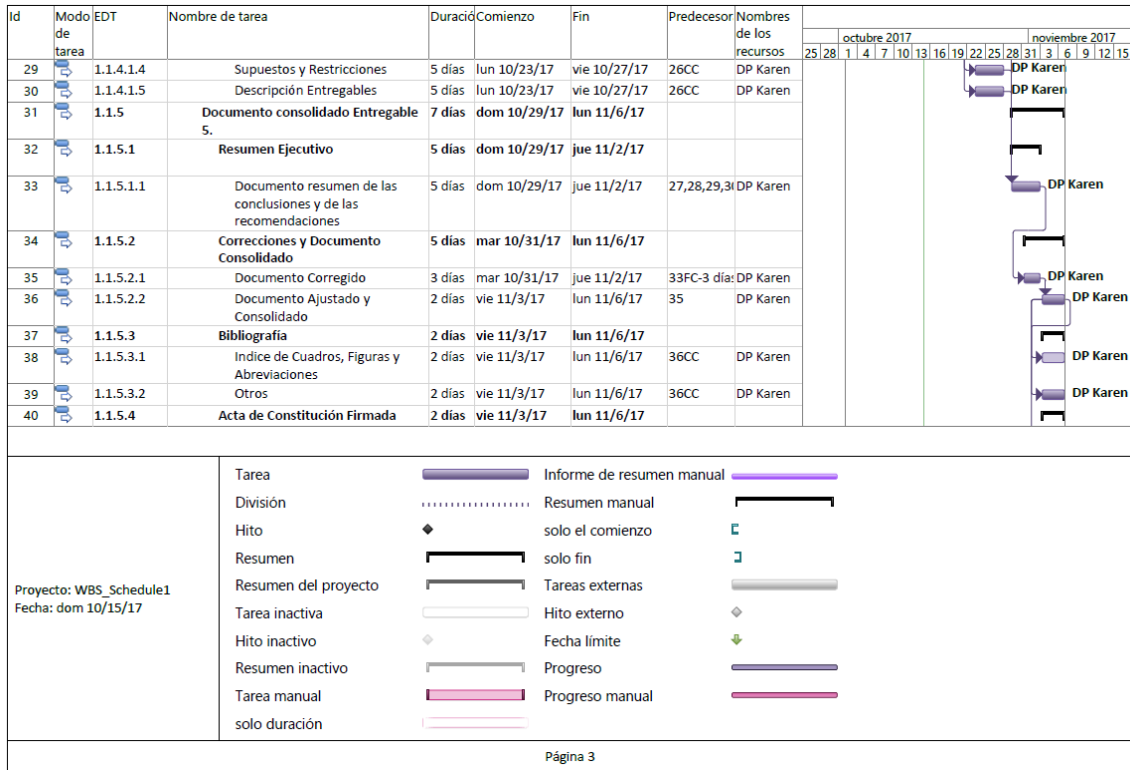 Id Modo de tarea EDT Nombre de tarea Duració Comienzo Fin Predecesor Nombres de los recursos
octubre 2017 noviembre 2017
25 28 1 4 7 10 13 16 19 22 25 28 31 3 6 9 12 15
29 1.1.4.1.4 Supuestos y Restricciones 5 días lun 10/23/17 vie 10/27/17 26CC DP Karen DP Karen
30 1.1.4.1.5 Descripción Entregables 5 días lun 10/23/17 vie 10/27/17 26CC DP Karen DP Karen
31 1.1.5 Documento consolidado Entregable 7 días dom 10/29/17 lun 11/6/17
5.
32 1.1.5.1 Resumen Ejecutivo 5 días dom 10/29/17 jue 11/2/17
33 1.1.5.1.1 Documento resumen de las 5 días dom 10/29/17 jue 11/2/17 27,28,29,30 DP Karen DP Karen
conclusiones y de las
recomendaciones
34 1.1.5.2 Correcciones y Documento 5 días mar 10/31/17 lun 11/6/17
Consolidado
35 1.1.5.2.1 Documento Corregido 3 días mar 10/31/17 jue 11/2/17 33FC-3 días DP Karen DP Karen
36 1.1.5.2.2 Documento Ajustado y 2 días vie 11/3/17 lun 11/6/17 35 DP Karen DP Karen
Consolidado
37 1.1.5.3 Bibliografía 2 días vie 11/3/17 lun 11/6/17
38 1.1.5.3.1 Indice de Cuadros, Figuras y 2 días vie 11/3/17 lun 11/6/17 36CC DP Karen DP Karen
Abreviaciones
39 1.1.5.3.2 Otros 2 días vie 11/3/17 lun 11/6/17 36CC DP Karen DP Karen
40 1.1.5.4 Acta de Constitución Firmada 2 días vie 11/3/17 lun 11/6/17
Proyecto: WBS_Schedule1
Fecha: dom 10/15/17
Tarea
División
Hito
Resumen
Resumen del proyecto
Tarea inactiva
Hito inactivo
Resumen inactivo
Tarea manual
solo duración
Informe de resumen manual
Resumen manual
solo el comienzo
solo fin
Tareas externas
Hito externo
Fecha límite
Progreso
Progreso manual
Página 3